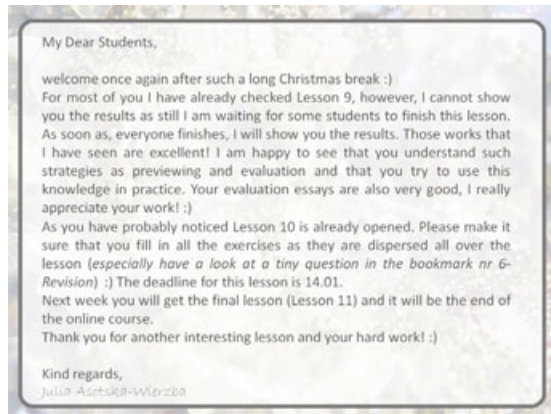 My Dear Students,
welcome once again after such a long Christmas break :)
For most of you I have already checked Lesson 9, however, I cannot show
you the results as still I am waiting for some students to finish this lesson.
As soon as, everyone finishes, I will show you the results. Those works that
I have seen are excellent! I am happy to see that you understand such
strategies as previewing and evaluation and that you try to use this
knowledge in practice. Your evaluation essays are also very good, I really
appreciate your work! :)
As you have probably noticed Lesson 10 is already opened. Please make it
sure that you fill in all the exercises as they are dispersed all over the
lesson (especially have a look at a tiny question in the bookmark nr 6-
Revision) :) The deadline for this lesson is 14.01.
Next week you will get the final lesson (Lesson 11) and it will be the end of
the online course.
Thank you for another interesting lesson and your hard work! :)
Kind regards,
Julia Asotska-Wierzba